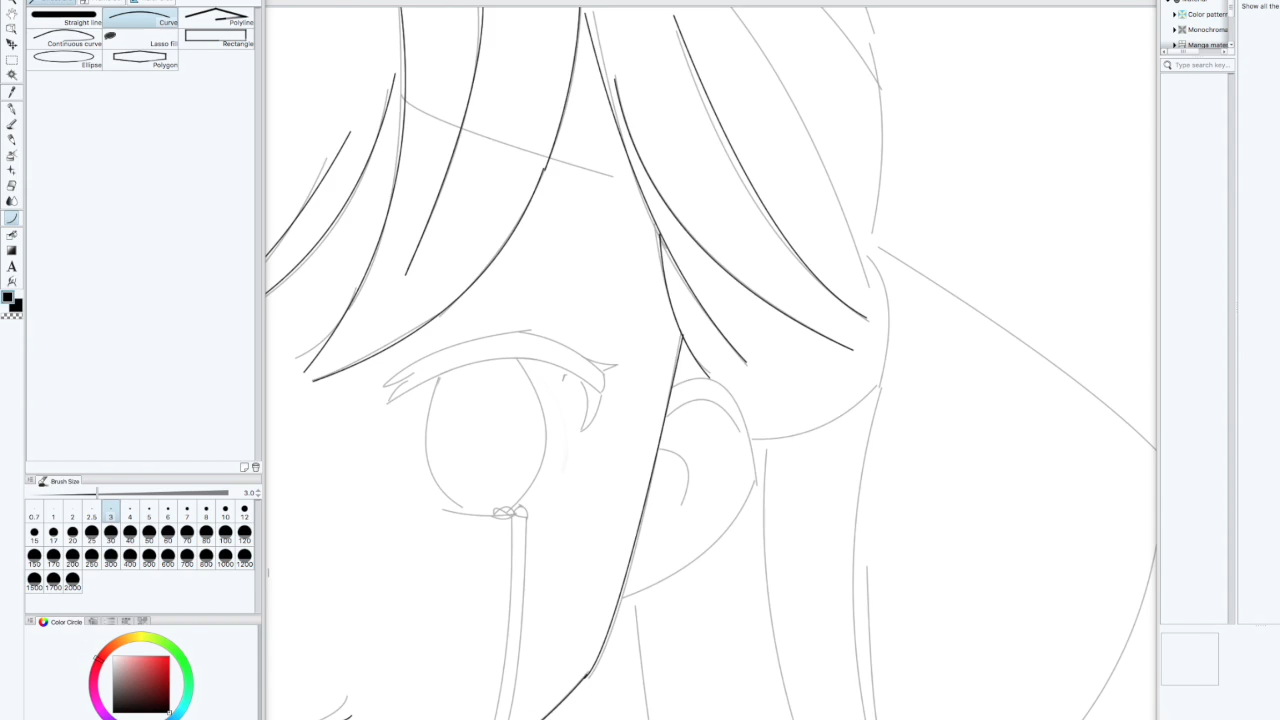 Straight line
Curve
Polyline
Continuous curve
Lasso fill
Rectangle
Ellipse
Polygon
Brush Size
3.0
0.7 1 2 2.5 3 4 5 6 7 8 10 12
15 17 20 25 30 40 50 60 70 80 100 120
150 170 200 250 300 400 500 600 700 800 1000 1200
1500 1700 2000
Color Circle
A
Color pattern
Monochroma
Manga mater
Type search key...
Show all the